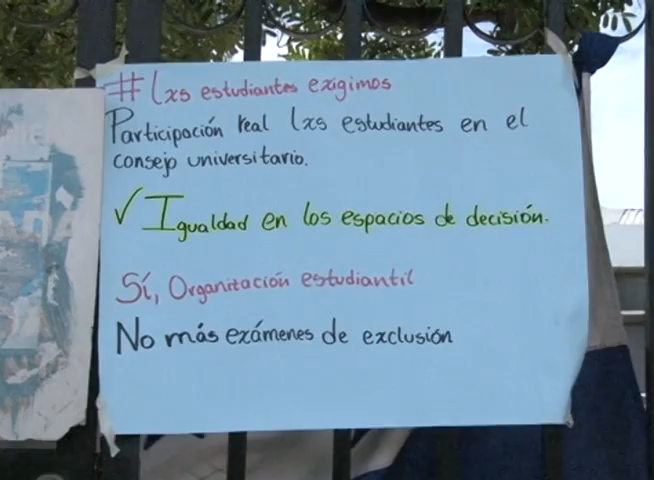 # Lxs estudiantes exigimos
Participación real lxs estudiantes en el
consejo universitario.
✓ Igualdad en los espacios de decisión.
Sí, Organización estudiantil
No más exámenes de exclusión